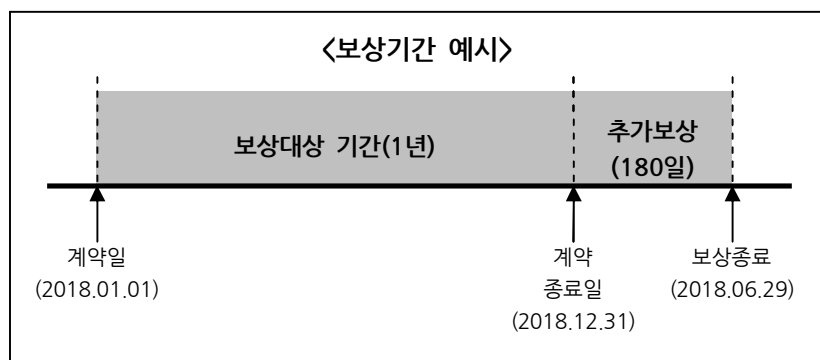 <보상기간 예시>
보상대상 기간(1년)
추가보상
(180일)
계약일
(2018.01.01)
계약
종료일
(2018.12.31)
보상종료
(2018.06.29)